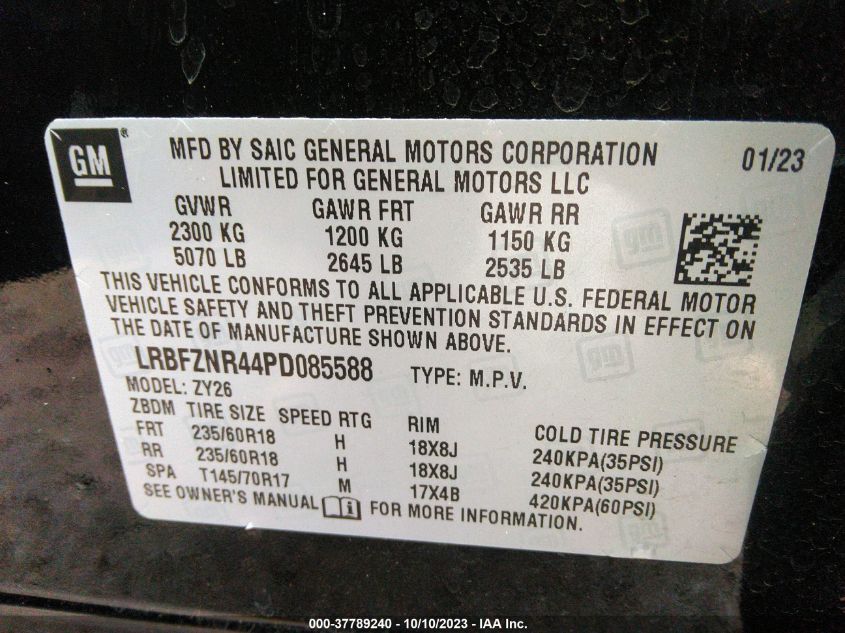 GM ® MFD BY SAIC GENERAL MOTORS CORPORATION 01/23
LIMITED FOR GENERAL MOTORS LLC
GVWR GAWR FRT GAWR RR
2300 KG 1200 KG 1150 KG
5070 LB 2645 LB 2535 LB
THIS VEHICLE CONFORMS TO ALL APPLICABLE U.S. FEDERAL MOTOR
VEHICLE SAFETY AND THEFT PREVENTION STANDARDS IN EFFECT ON
THE DATE OF MANUFACTURE SHOWN ABOVE.
LRBFZNR44PD085588 TYPE: M.P.V.
MODEL: ZY26
ZBDM TIRE SIZE SPEED RTG RIM COLD TIRE PRESSURE
FRT 235/60R18 H 18X8J 240KPA(35PSI)
RR 235/60R18 H 18X8J 240KPA(35PSI)
SPA T145/70R17 M 17X4B 420KPA(60PSI)
SEE OWNER'S MANUAL i FOR MORE INFORMATION.
000-37789240 - 10/10/2023 - IAA Inc.